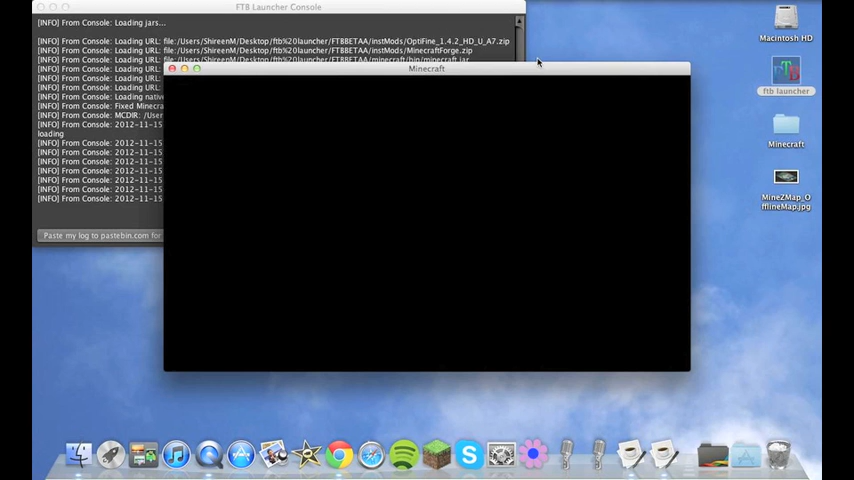 FTB Launcher Console
[INFO] From Console: Loading jars...
[INFO] From Console: Loading URL: file:/Users/ShireenM/Desktop/ftb%20launcher/FTBBETAA/instMods/OptiFine_1.4.2_HD_U_A7.zip
[INFO] From Console: Loading URL: file:/Users/ShireenM/Desktop/ftb%20launcher/FTBBETAA/instMods/MinecraftForge.zip
[INFO] From Console: Loading URL: file:/Users/ShireenM/Desktop/ftb%20launcher/FTBBETAA/minecraft/bin/minecraft.jar
[INFO] From Console: Loading URL:
[INFO] From Console: Loading URL:
[INFO] From Console: Loading URL:
[INFO] From Console: Loading nativ
[INFO] From Console: Fixed Minecra
[INFO] From Console: MCDIR: /User
[INFO] From Console: 2012-11-15
loading
[INFO] From Console: 2012-11-15
[INFO] From Console: 2012-11-15
[INFO] From Console: 2012-11-15
[INFO] From Console: 2012-11-15
[INFO] From Console: 2012-11-15
[INFO] From Console: 2012-11-15
[INFO] From Console: 2012-11-15
Paste my log to pastebin.com for
Minecraft
Macintosh HD
FTB
ftb launcher
Minecraft
MineZMap_O
fflineMap.jpg